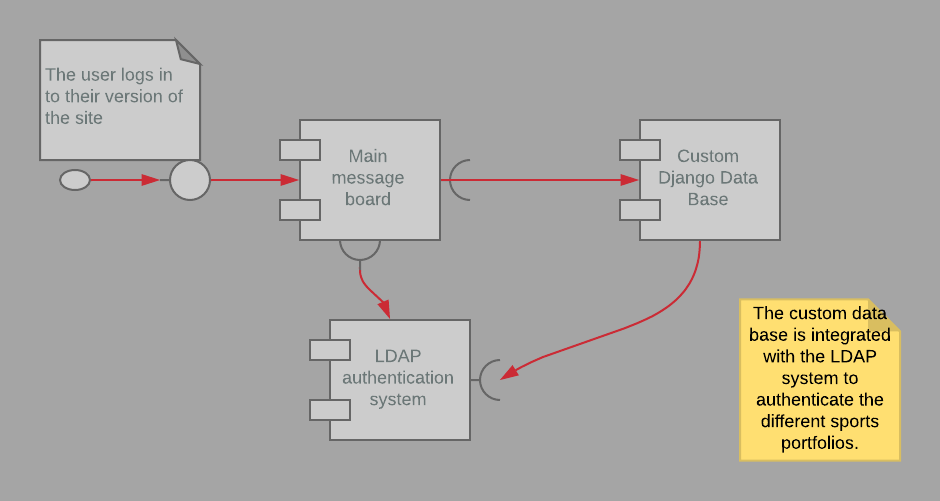 The user logs in
to their version of
the site
Main
message
board
Custom
Django Data
Base
LDAP
authentication
system
The custom data
base is integrated
with the LDAP
system to
authenticate the
different sports
portfolios.